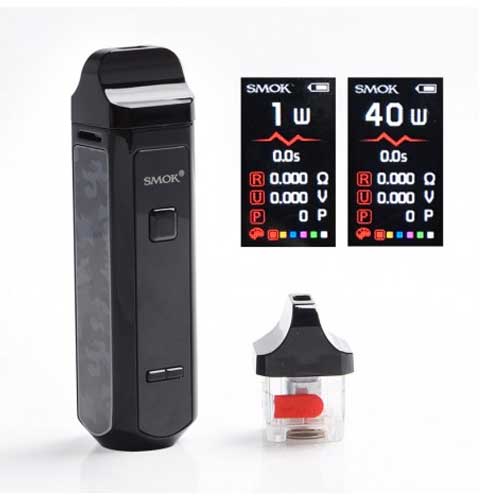 SMOK
1 W
0.0s
R 0.000 Ω
U 0.000 V
P 0 P
SMOK
40 W
0.0s
R 0.000 Ω
U 0.000 V
P 0 P
SMOK®